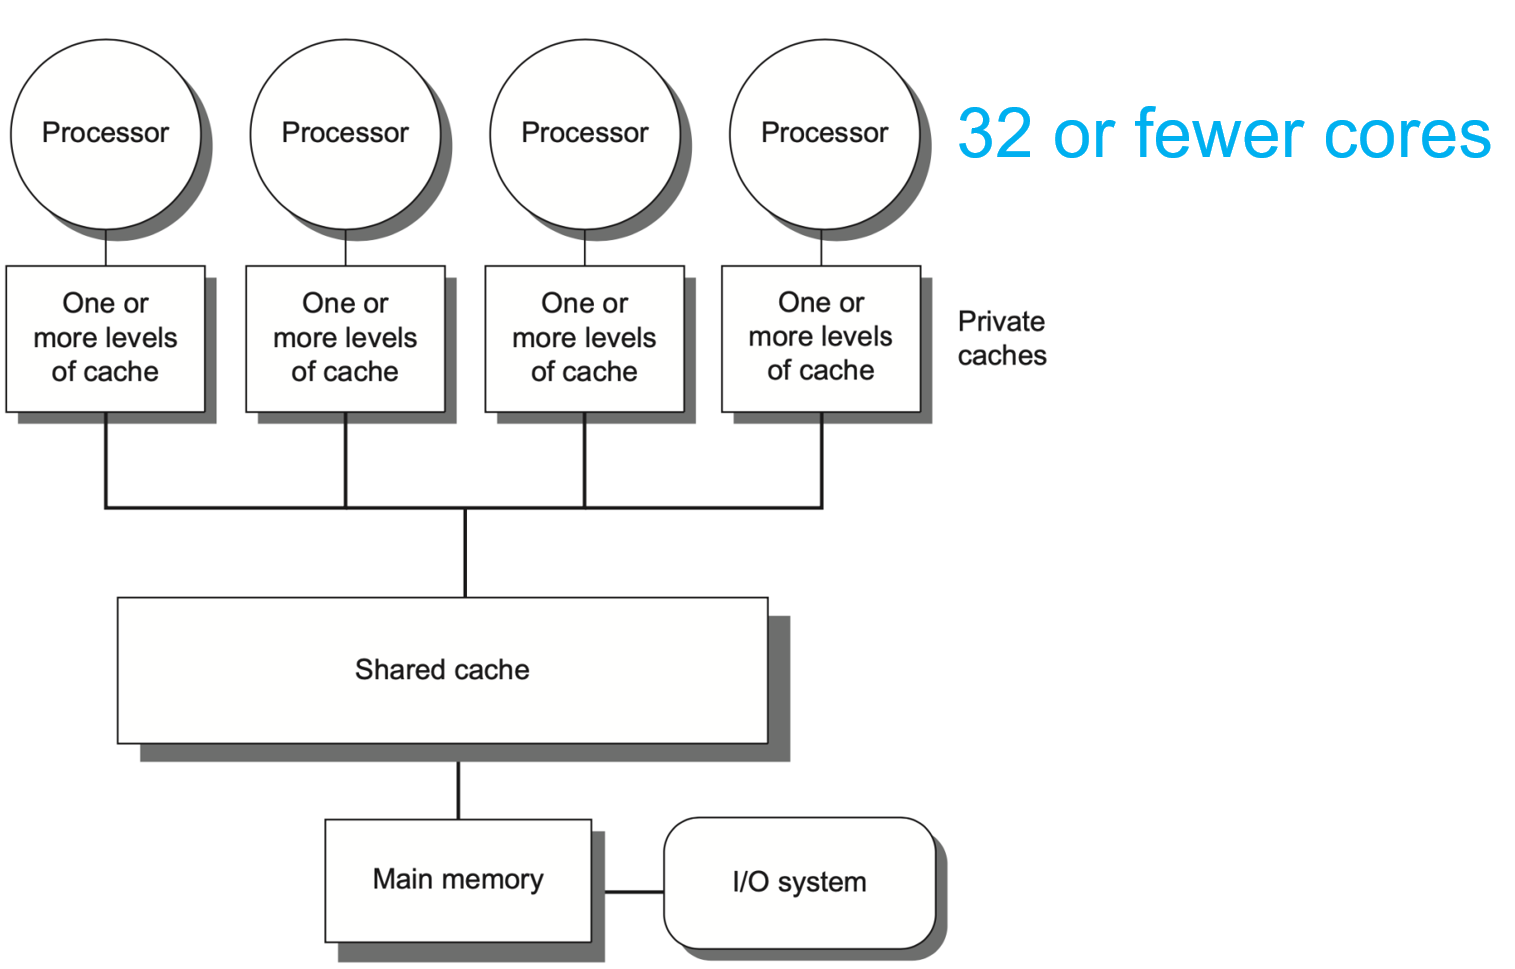 Processor
Processor
Processor
Processor
32 or fewer cores
One or
more levels
of cache
One or
more levels
of cache
One or
more levels
of cache
One or
more levels
of cache
Private
caches
Shared cache
Main memory
I/O system